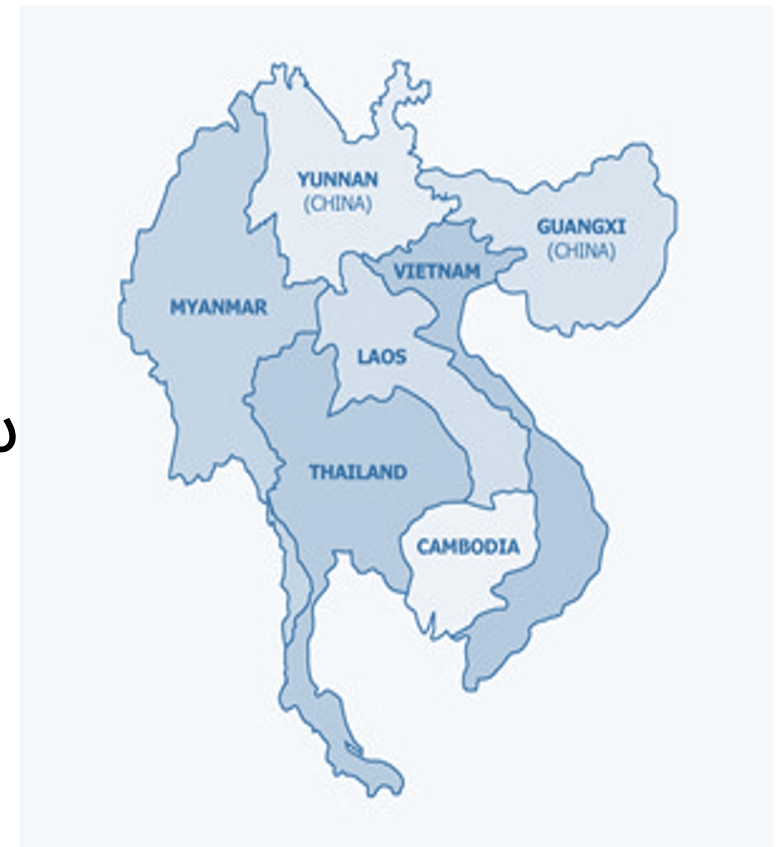 YUNNAN
(CHINA)
GUANGXI
(CHINA)
VIETNAM
MYANMAR
LAOS
THAILAND
CAMBODIA